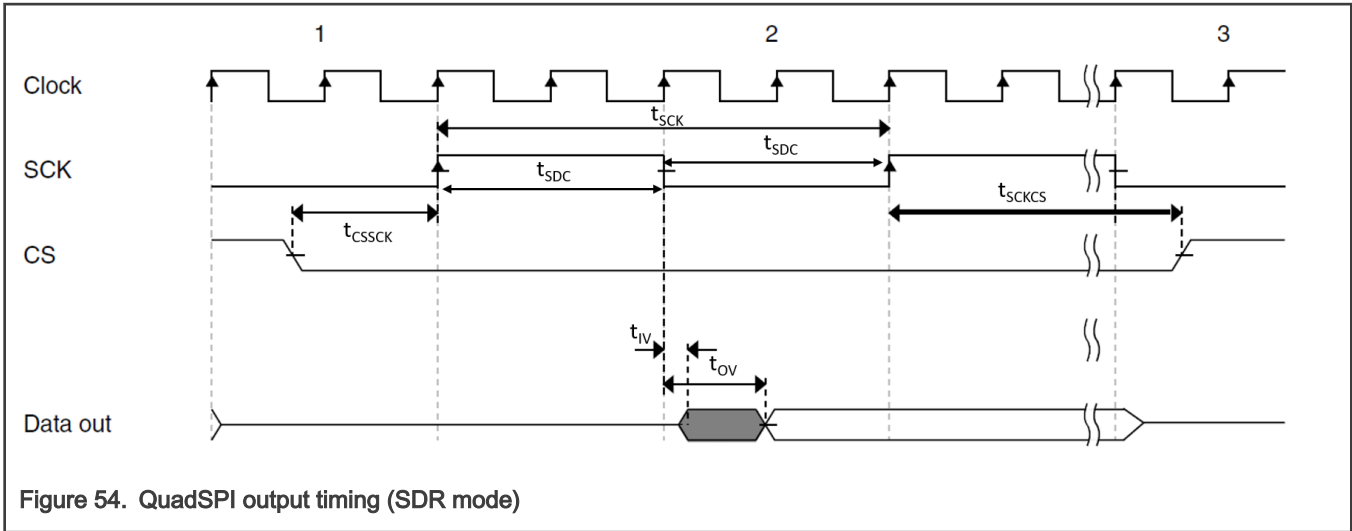 1 2 3
Clock
tSCK
SCK
tSDC
tSDC
tSCKCS
tCSSCK
CS
tIV
tOV
Data out
Figure 54. QuadSPI output timing (SDR mode)